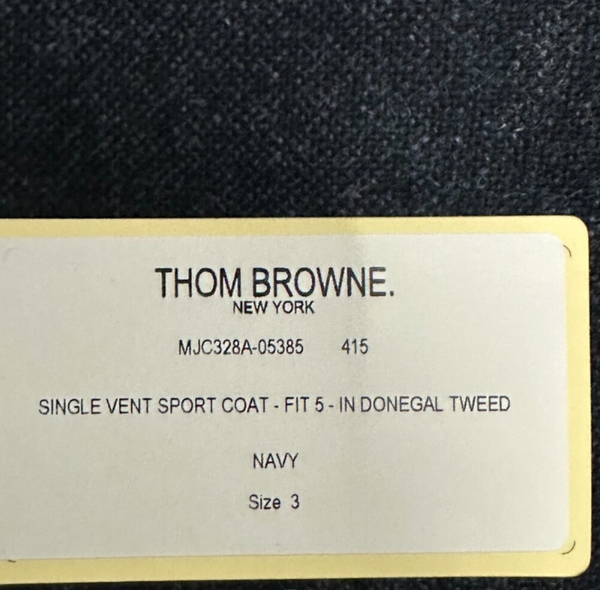 THOM BROWNE.
NEW YORK
MJC328A-05385 415
SINGLE VENT SPORT COAT - FIT 5 - IN DONEGAL TWEED
NAVY
Size 3